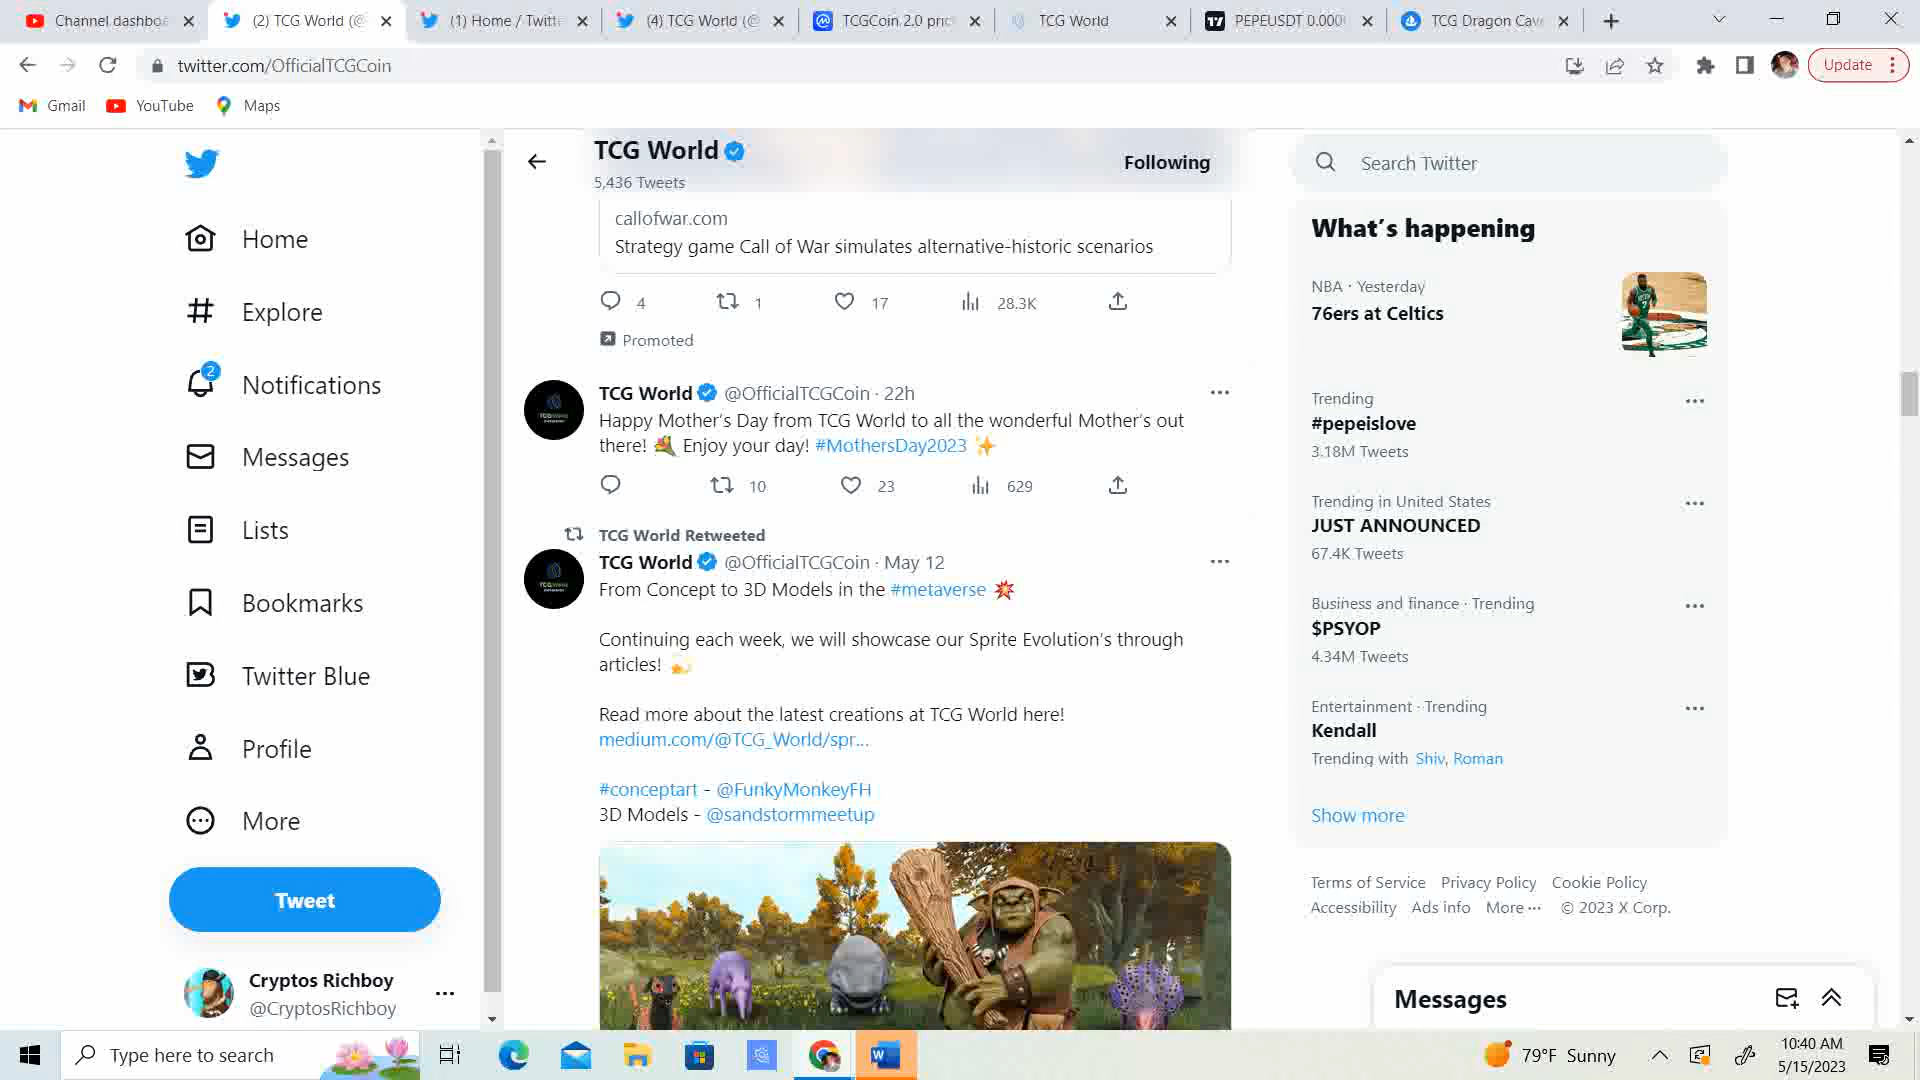 Channel dashboa
(2) TCG World (@
(1) Home / Twitte
(4) TCG World (@
TCGCoin 2.0 pric
TCG World
PEPEUSDT 0.000
TCG Dragon Cave
twitter.com/OfficialTCGCoin
Update
Gmail
YouTube
Maps
TCG World
5,436 Tweets
Following
Search Twitter
Home
Explore
2
Notifications
Messages
Lists
Bookmarks
Twitter Blue
Profile
More
Tweet
Cryptos Richboy
@CryptosRichboy
callofwar.com
Strategy game Call of War simulates alternative-historic scenarios
4 1 17 28.3K
Promoted
TCG World @OfficialTCGCoin · 22h
Happy Mother's Day from TCG World to all the wonderful Mother's out
there! 💐 Enjoy your day! #MothersDay2023 ✨
10 23 629
TCG World Retweeted
TCG World @OfficialTCGCoin · May 12
From Concept to 3D Models in the #metaverse 💥
Continuing each week, we will showcase our Sprite Evolution's through
articles! 💫
Read more about the latest creations at TCG World here!
medium.com/@TCG_World/spr...
#conceptart - @FunkyMonkeyFH
3D Models - @sandstormmeetup
What's happening
NBA · Yesterday
76ers at Celtics
Trending
#pepeislove
3.18M Tweets
Trending in United States
JUST ANNOUNCED
67.4K Tweets
Business and finance · Trending
$PSYOP
4.34M Tweets
Entertainment · Trending
Kendall
Trending with Shiv, Roman
Show more
Terms of Service Privacy Policy Cookie Policy
Accessibility Ads info More ··· © 2023 X Corp.
Messages
Type here to search
79°F Sunny
10:40 AM
5/15/2023